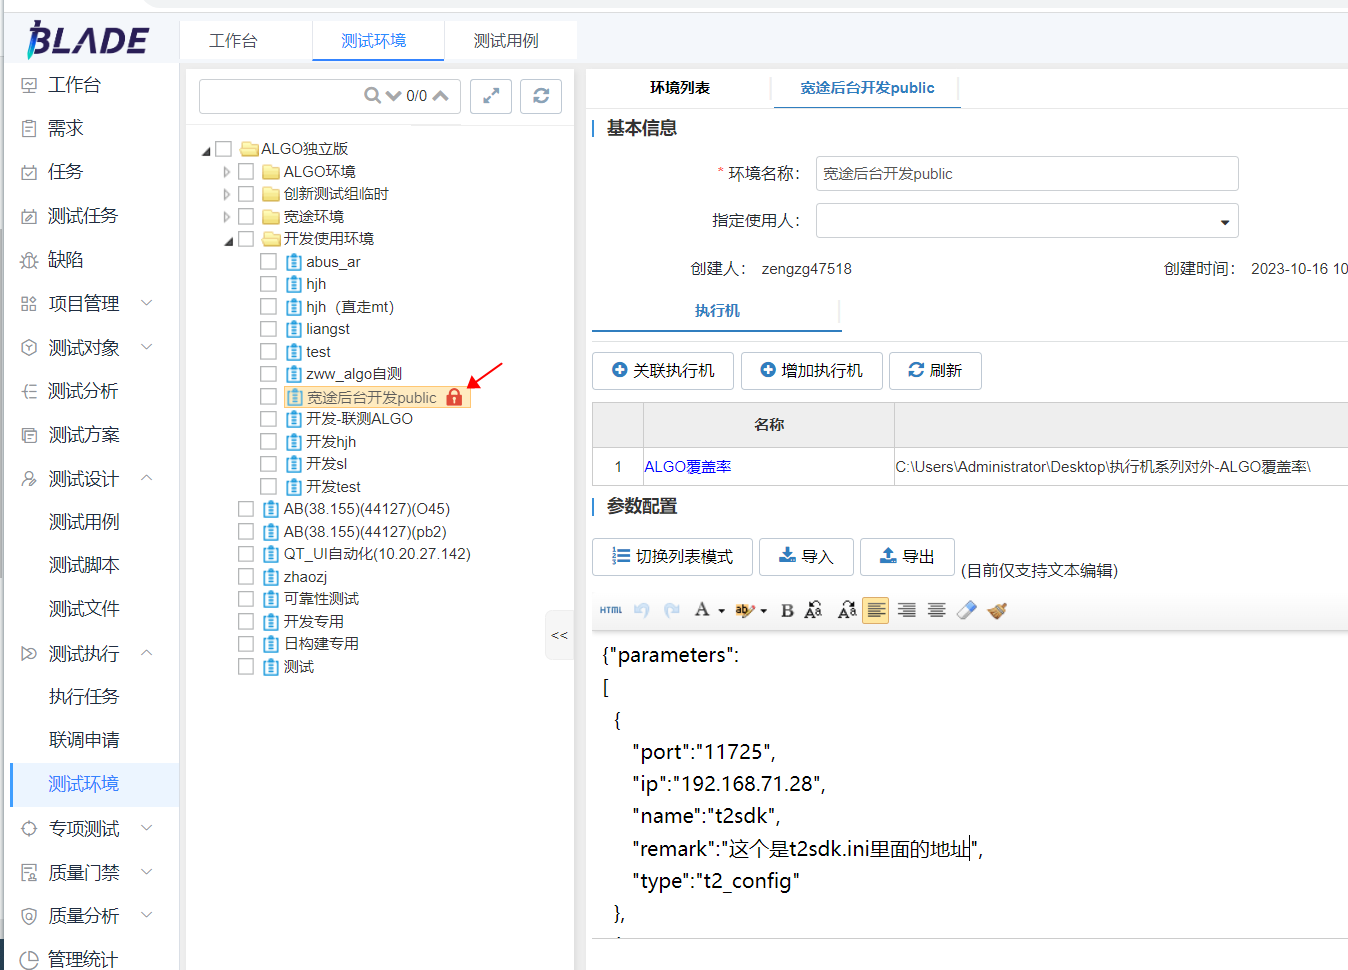 BLADE
工作台
测试环境
测试用例
工作台
需求
任务
测试任务
缺陷
项目管理
测试对象
测试分析
测试方案
测试设计
测试用例
测试脚本
测试文件
测试执行
执行任务
联调申请
测试环境
专项测试
质量门禁
质量分析
管理统计
0/0
ALGO独立版
ALGO环境
创新测试组临时
宽途环境
开发使用环境
abus_ar
hjh
hjh（直走mt）
liangst
test
zww_algo自测
宽途后台开发public
开发-联测ALGO
开发hjh
开发sl
开发test
AB(38.155)(44127)(O45)
AB(38.155)(44127)(pb2)
QT_UI自动化(10.20.27.142)
zhaozj
可靠性测试
开发专用
日构建专用
测试
<<
环境列表
宽途后台开发public
基本信息
*环境名称： 宽途后台开发public
指定使用人：
创建人： zengzg47518
创建时间： 2023-10-16 10
执行机
关联执行机
增加执行机
刷新
名称
1 ALGO覆盖率 C:\Users\Administrator\Desktop\执行机系列对外-ALGO覆盖率\
参数配置
切换列表模式
导入
导出
(目前仅支持文本编辑)
HTML
{"parameters":
[
{
"port":"11725",
"ip":"192.168.71.28",
"name":"t2sdk",
"remark":"这个是t2sdk.ini里面的地址",
"type":"t2_config"
},